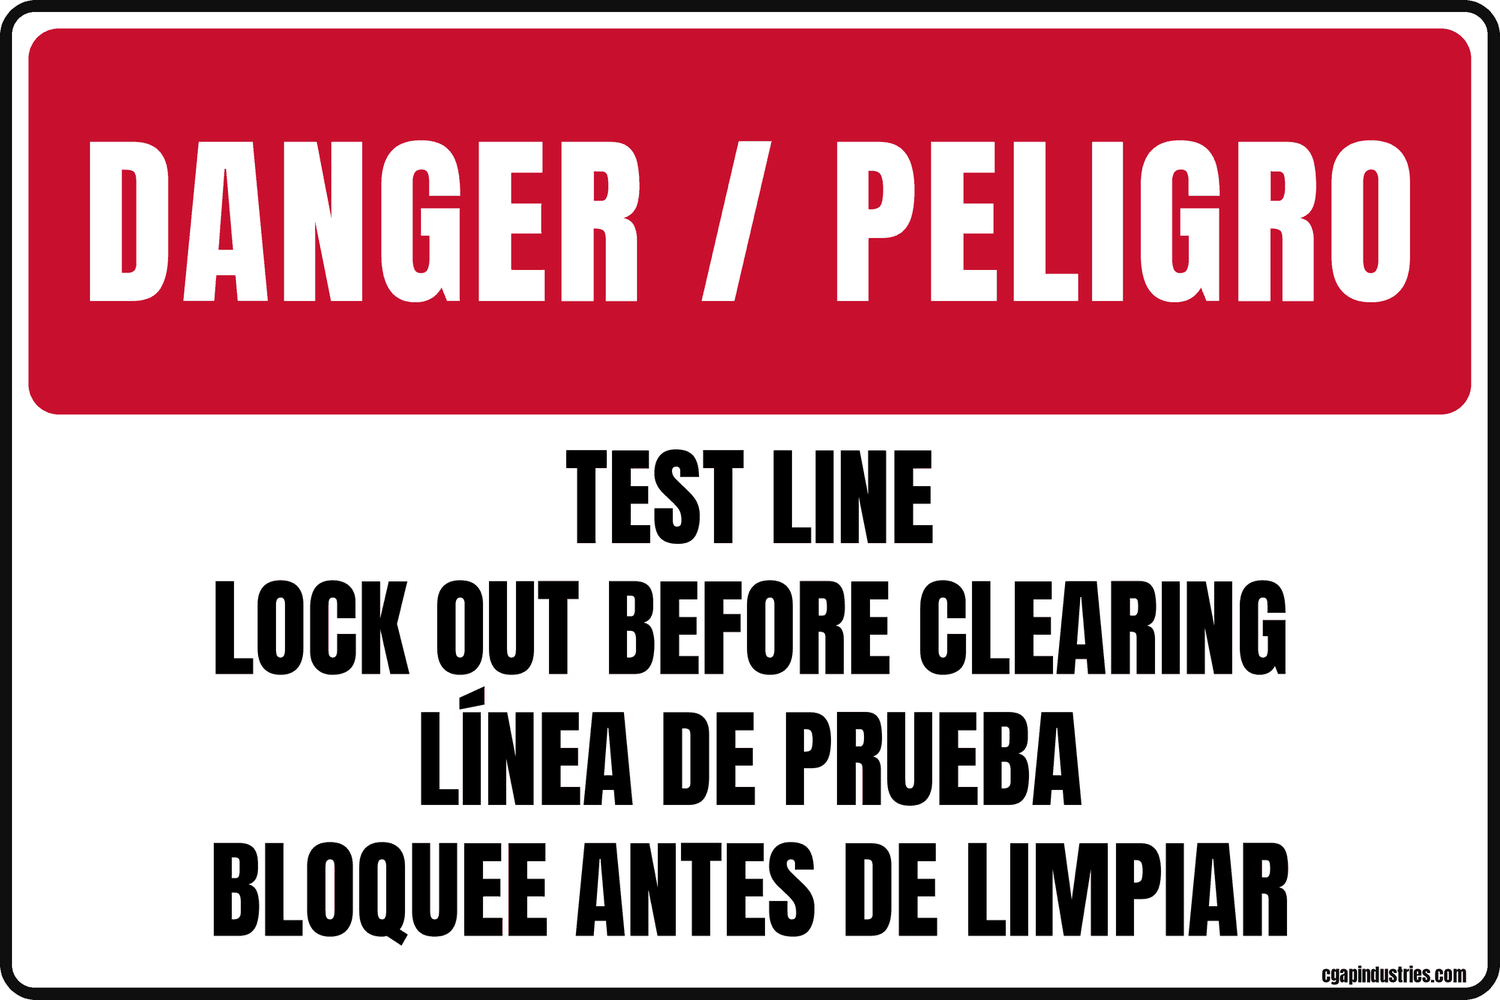 DANGER / PELIGRO
TEST LINE
LOCK OUT BEFORE CLEARING
LÍNEA DE PRUEBA
BLOQUEE ANTES DE LIMPIAR
cgapindustries.com